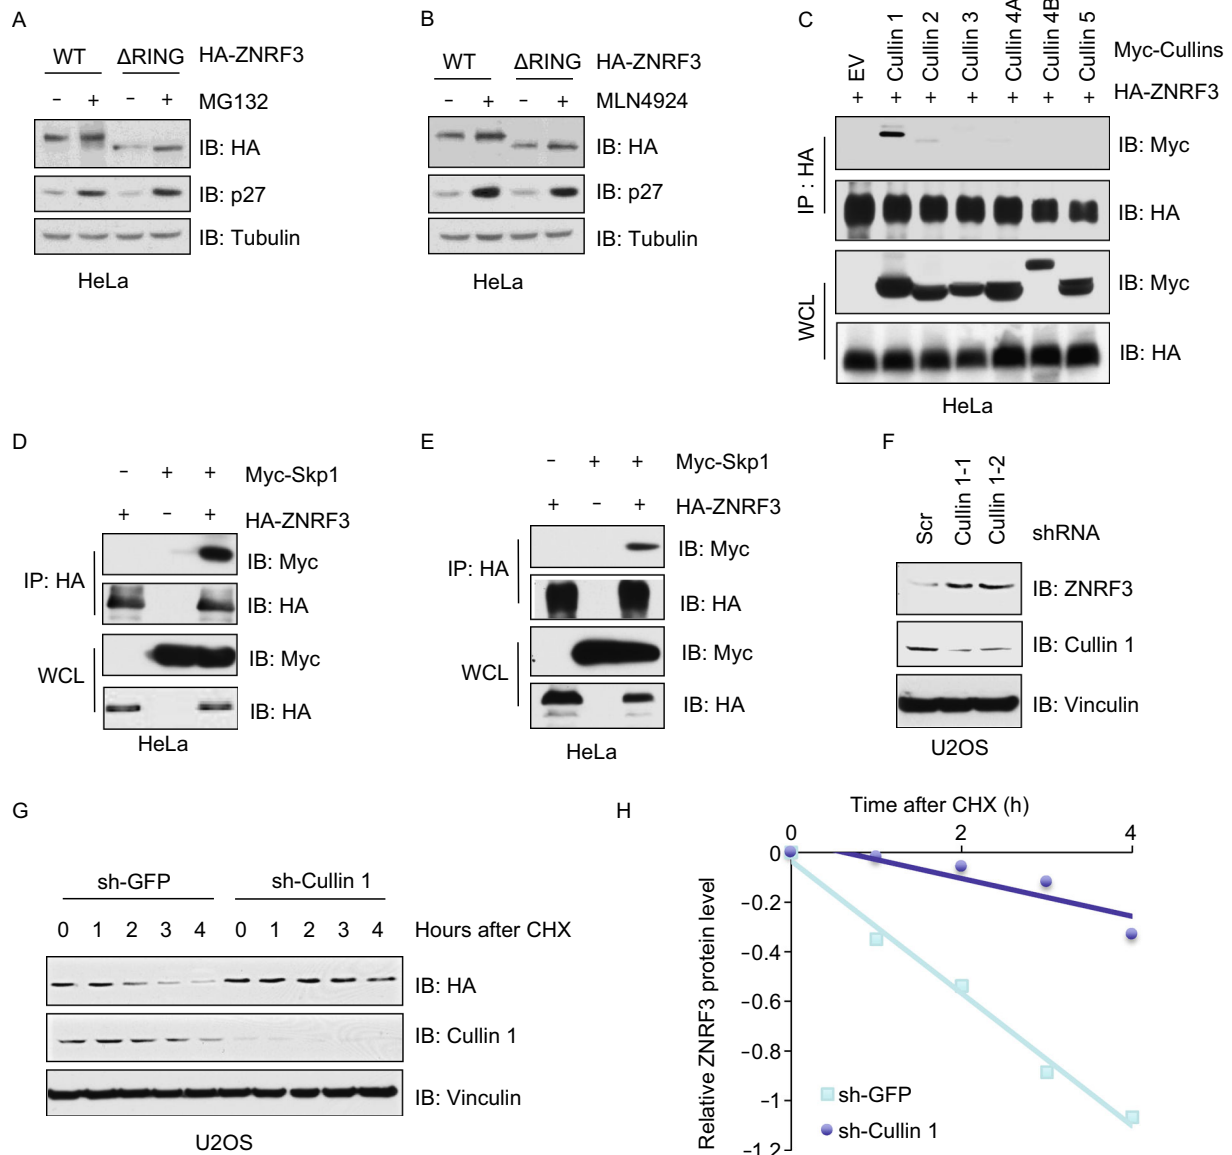 A
WT ΔRING HA-ZNRF3
– + – + MG132
IB: HA
IB: p27
IB: Tubulin
HeLa
B
WT ΔRING HA-ZNRF3
– + – + MLN4924
IB: HA
IB: p27
IB: Tubulin
HeLa
C
EV Cullin 1 Cullin 2 Cullin 3 Cullin 4A Cullin 4B Cullin 5 Myc-Cullins
+ + + + + + + HA-ZNRF3
IP : HA
IB: Myc
IB: HA
WCL
IB: Myc
IB: HA
HeLa
D
– + + Myc-Skp1
+ – + HA-ZNRF3
IP: HA
IB: Myc
IB: HA
WCL
IB: Myc
IB: HA
HeLa
E
– + + Myc-Skp1
+ – + HA-ZNRF3
IP: HA
IB: Myc
IB: HA
WCL
IB: Myc
IB: HA
HeLa
F
Scr Cullin 1-1 Cullin 1-2 shRNA
IB: ZNRF3
IB: Cullin 1
IB: Vinculin
U2OS
G
sh-GFP sh-Cullin 1
0 1 2 3 4 0 1 2 3 4 Hours after CHX
IB: HA
IB: Cullin 1
IB: Vinculin
U2OS
H
Time after CHX (h)
0 2 4
Relative ZNRF3 protein level
0
–0.2
–0.4
–0.6
–0.8
–1
–1.2
sh-GFP
sh-Cullin 1